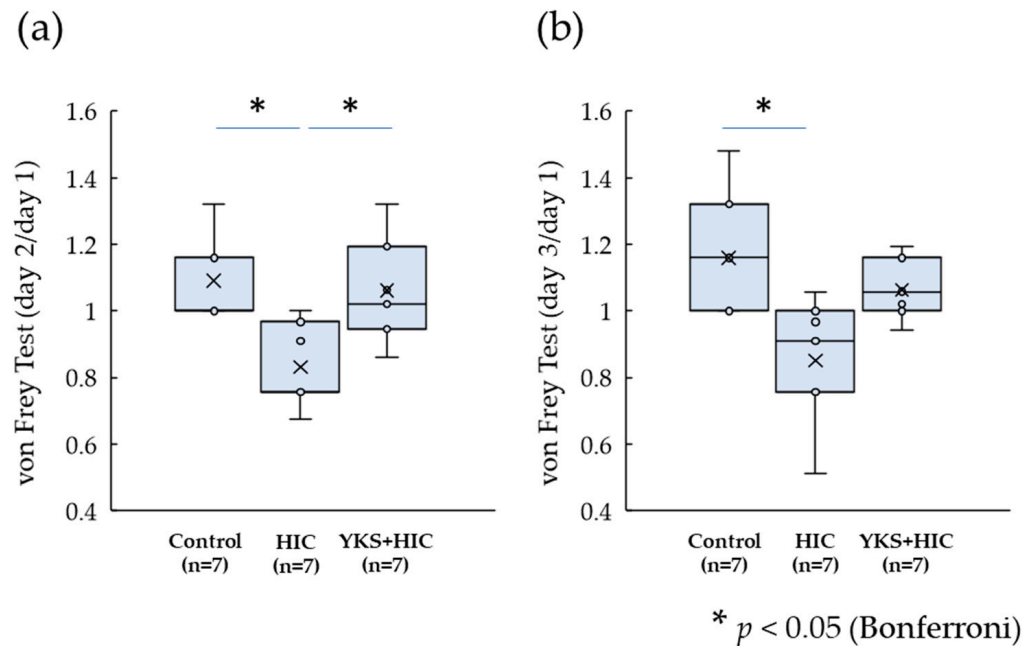 (a)
von Frey Test (day 2/day 1)
1.6
1.4
1.2
1
0.8
0.6
0.4
* *
Control HIC YKS+HIC
(n=7) (n=7) (n=7)
(b)
von Frey Test (day 3/day 1)
1.6
1.4
1.2
1
0.8
0.6
0.4
*
Control HIC YKS+HIC
(n=7) (n=7) (n=7)
* p < 0.05 (Bonferroni)